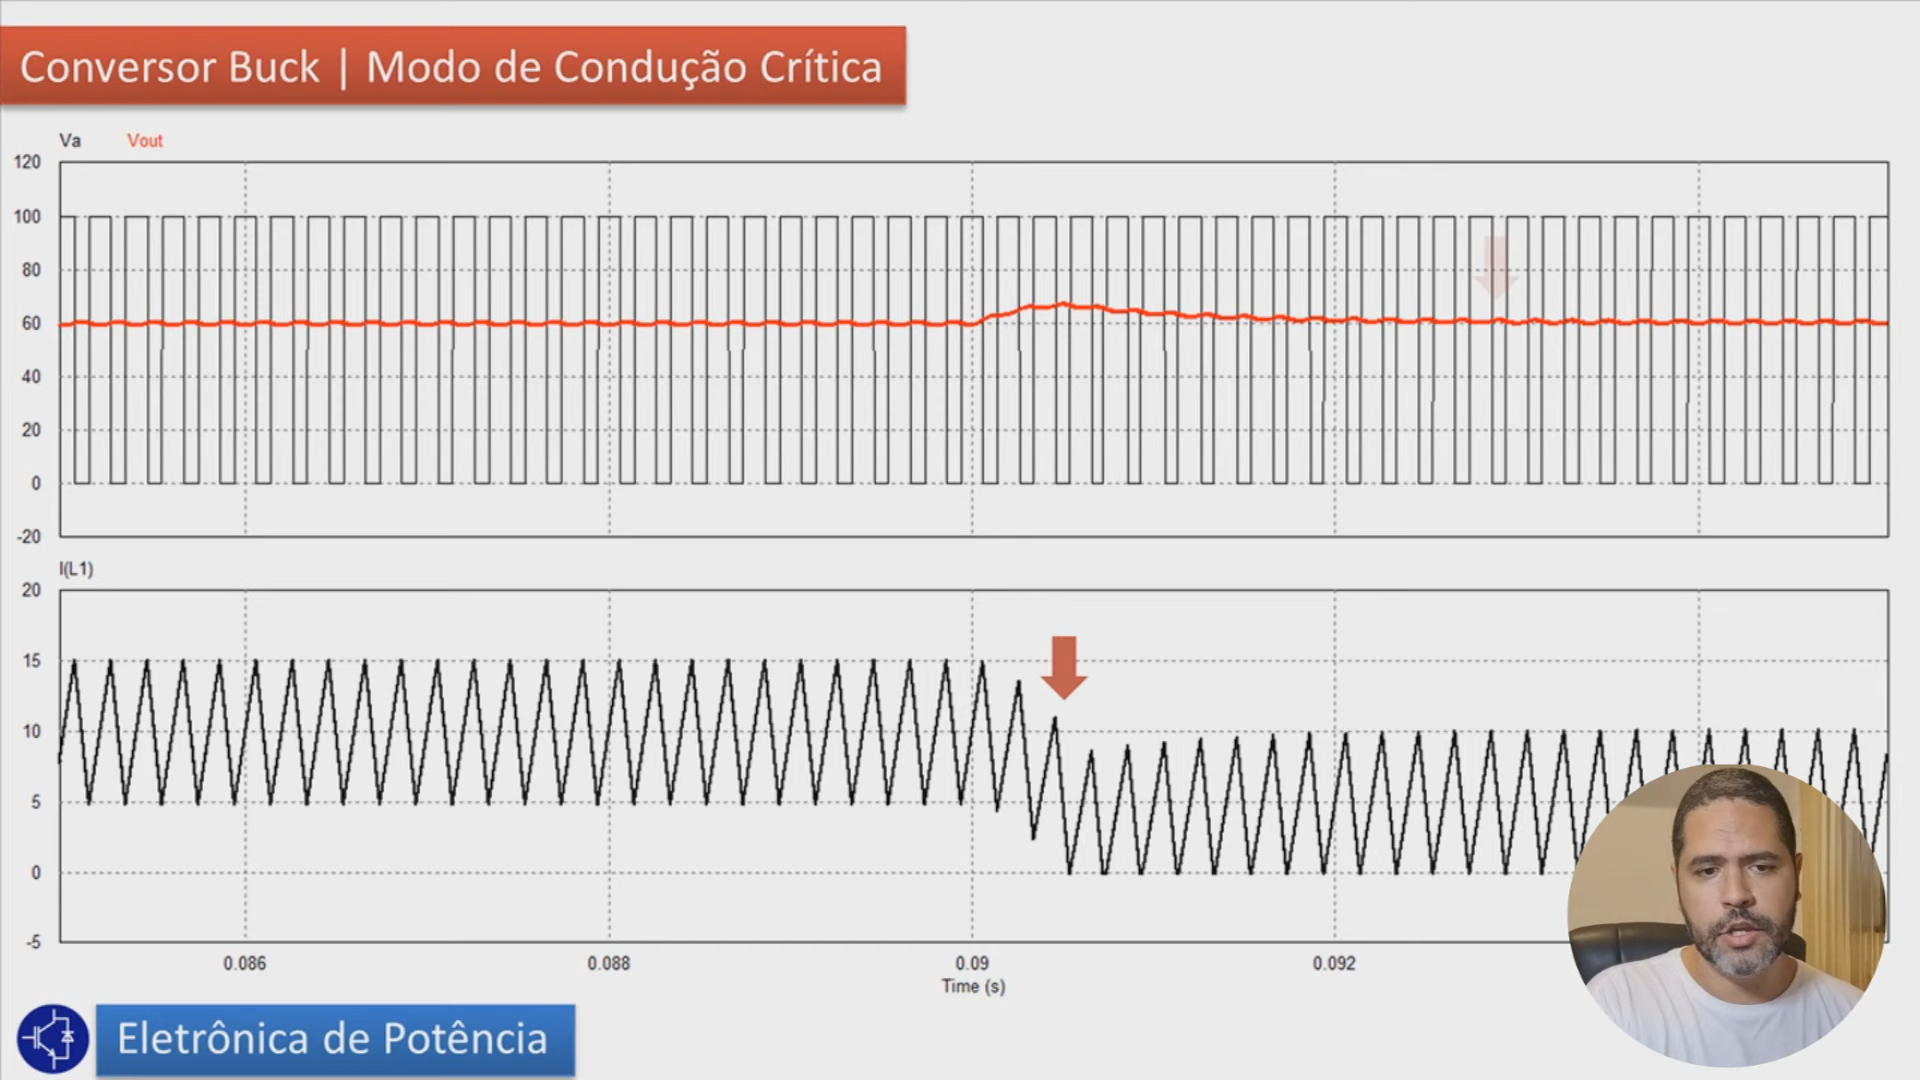 Conversor Buck | Modo de Condução Crítica
Va Vout
120
100
80
60
40
20
0
-20
I(L1)
20
15
10
5
0
-5
0.086 0.088 0.09 0.092
Time (s)
Eletrônica de Potência